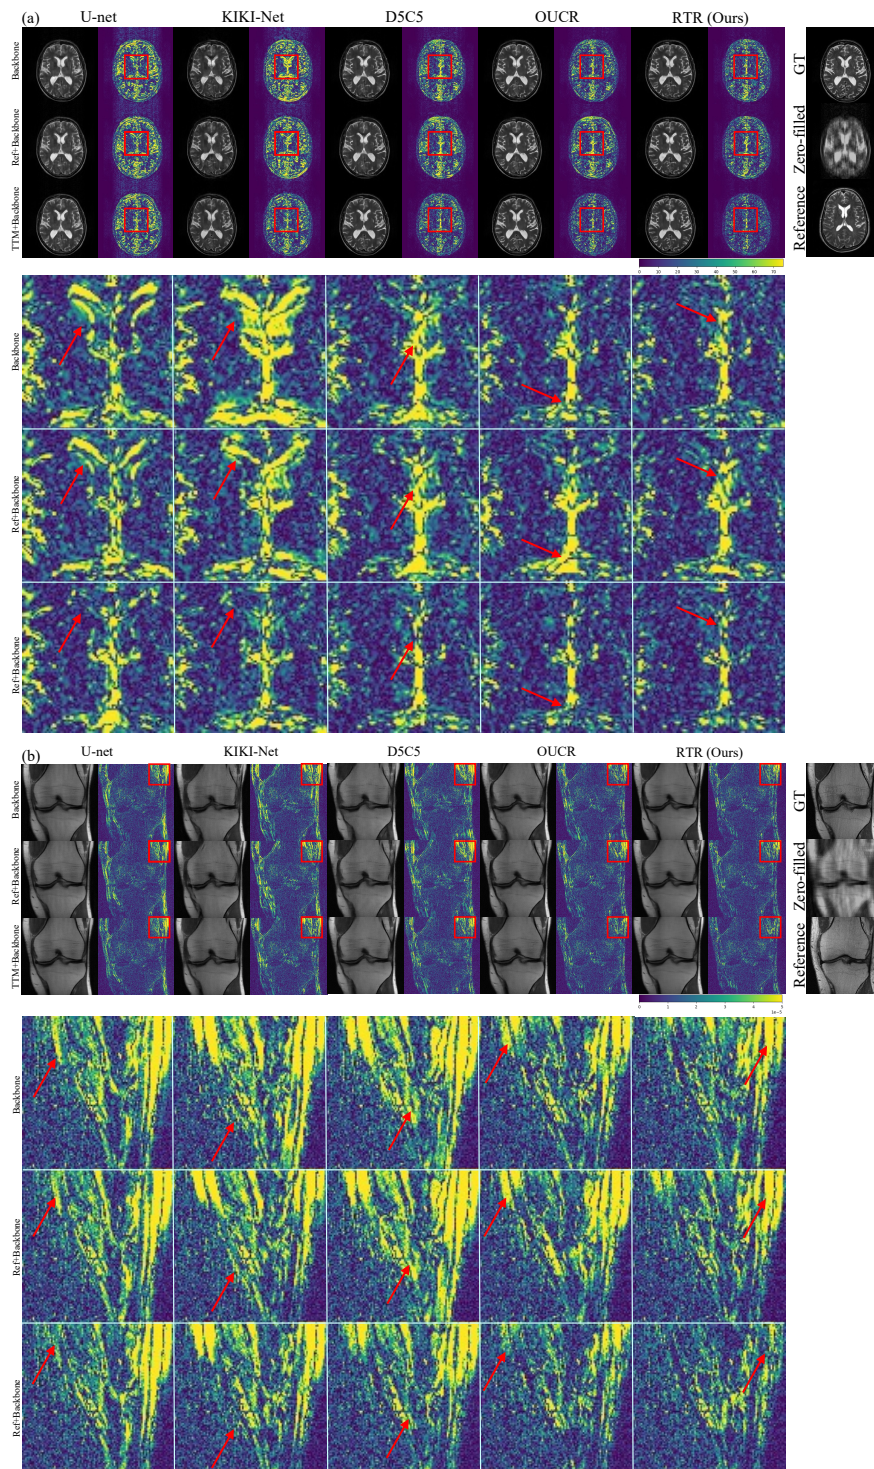 (a)
U-net KIKI-Net D5C5 OUCR RTR (Ours)
Backbone
Ref+Backbone
TTM+Backbone
GT
Zero-filled
Reference
0 10 20 30 40 50 60 70
Backbone
Ref+Backbone
Ref+Backbone
(b)
U-net KIKI-Net D5C5 OUCR RTR (Ours)
Backbone
Ref+Backbone
TTM+Backbone
GT
Zero-filled
Reference
0 1 2 3 4 5
1e-5
Backbone
Ref+Backbone
Ref+Backbone